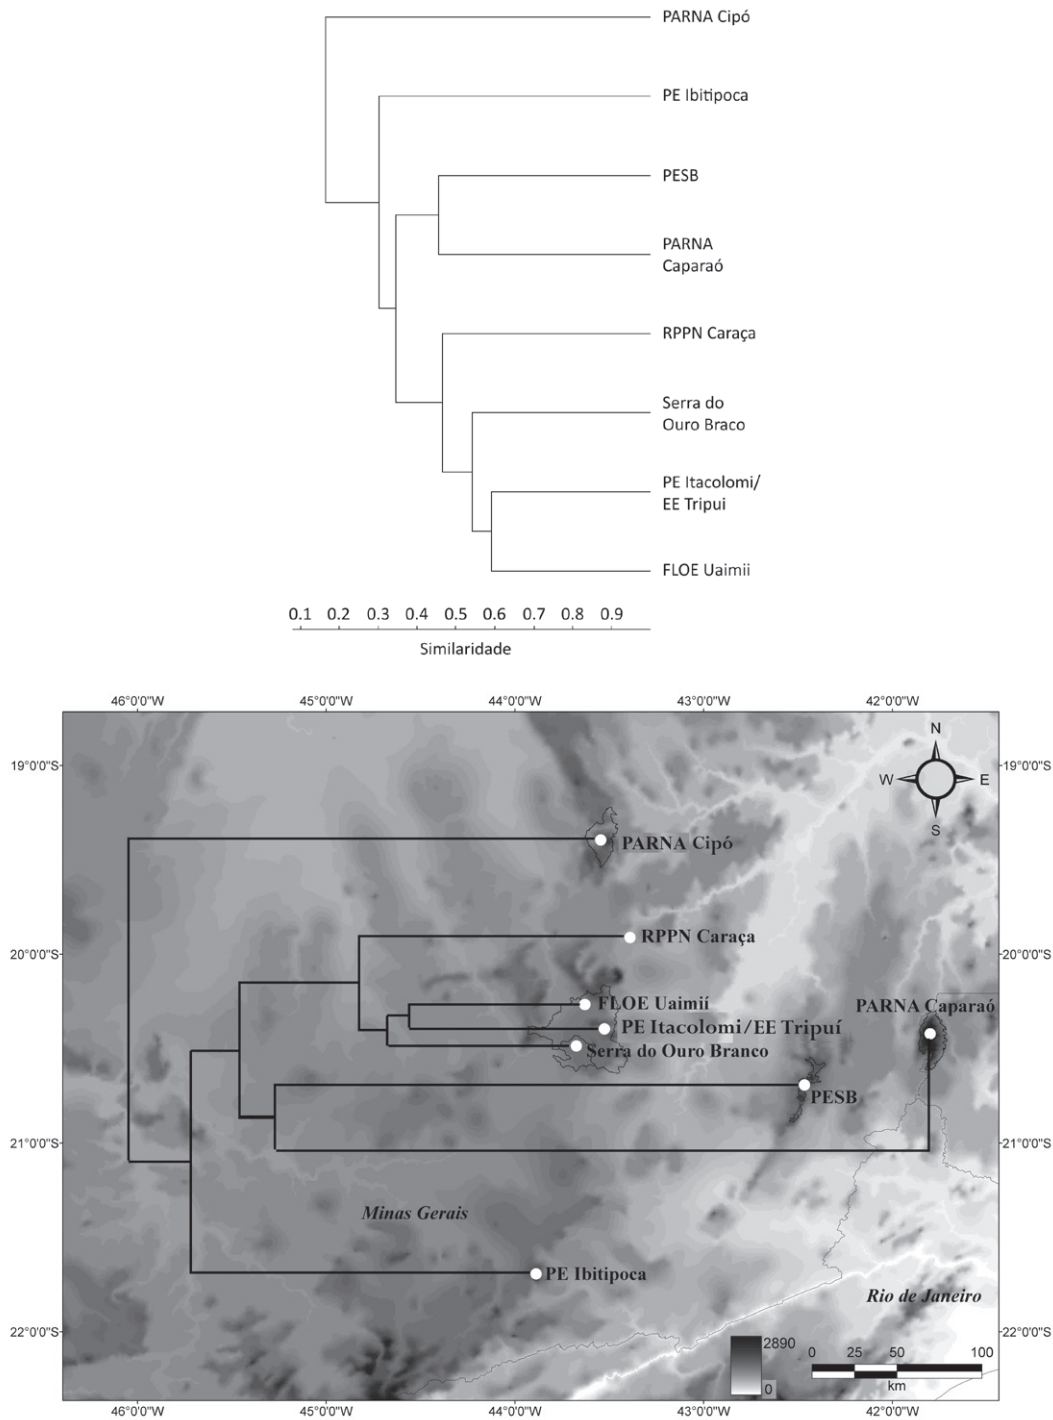 PARNA Cipó
PE Ibitipoca
PESB
PARNA
Caparaó
RPPN Caraça
Serra do
Ouro Braco
PE Itacolomi/
EE Tripui
FLOE Uaimii
0.1 0.2 0.3 0.4 0.5 0.6 0.7 0.8 0.9
Similaridade
46°0'0"W 45°0'0"W 44°0'0"W 43°0'0"W 42°0'0"W
N
19°0'0"S 19°0'0"S
W E
S
PARNA Cipó
RPPN Caraça
20°0'0"S 20°0'0"S
FLOE Uaimií
PARNA Caparaó
PE Itacolomi/EE Tripuí
Serra do Ouro Branco
PESB
21°0'0"S 21°0'0"S
Minas Gerais
PE Ibitipoca
Rio de Janeiro
22°0'0"S 22°0'0"S
2890
0
0 25 50 100
km
46°0'0"W 45°0'0"W 44°0'0"W 43°0'0"W 42°0'0"W